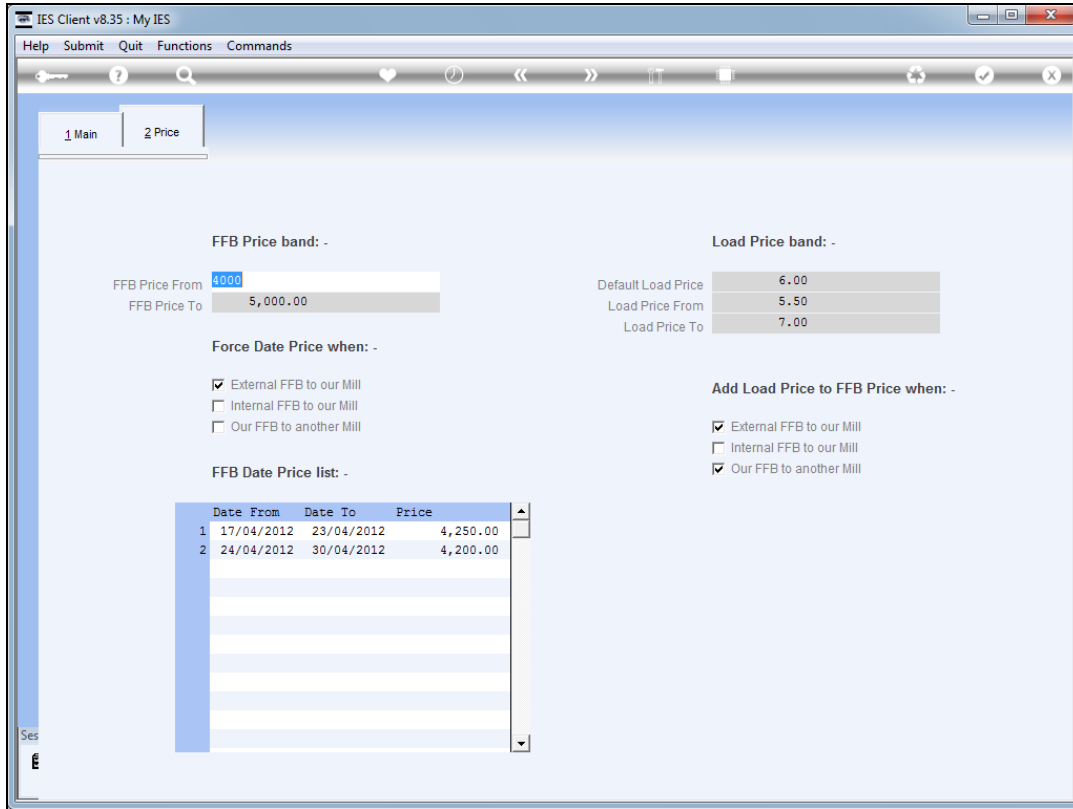 IES Client v8.35 : My IES
Help Submit Quit Functions Commands
1 Main 2 Price
FFB Price band: -
FFB Price From 4000
FFB Price To 5,000.00
Force Date Price when: -
External FFB to our Mill
Internal FFB to our Mill
Our FFB to another Mill
FFB Date Price list: -
Date From Date To Price
1 17/04/2012 23/04/2012 4,250.00
2 24/04/2012 30/04/2012 4,200.00
Load Price band: -
Default Load Price 6.00
Load Price From 5.50
Load Price To 7.00
Add Load Price to FFB Price when: -
External FFB to our Mill
Internal FFB to our Mill
Our FFB to another Mill
Ses